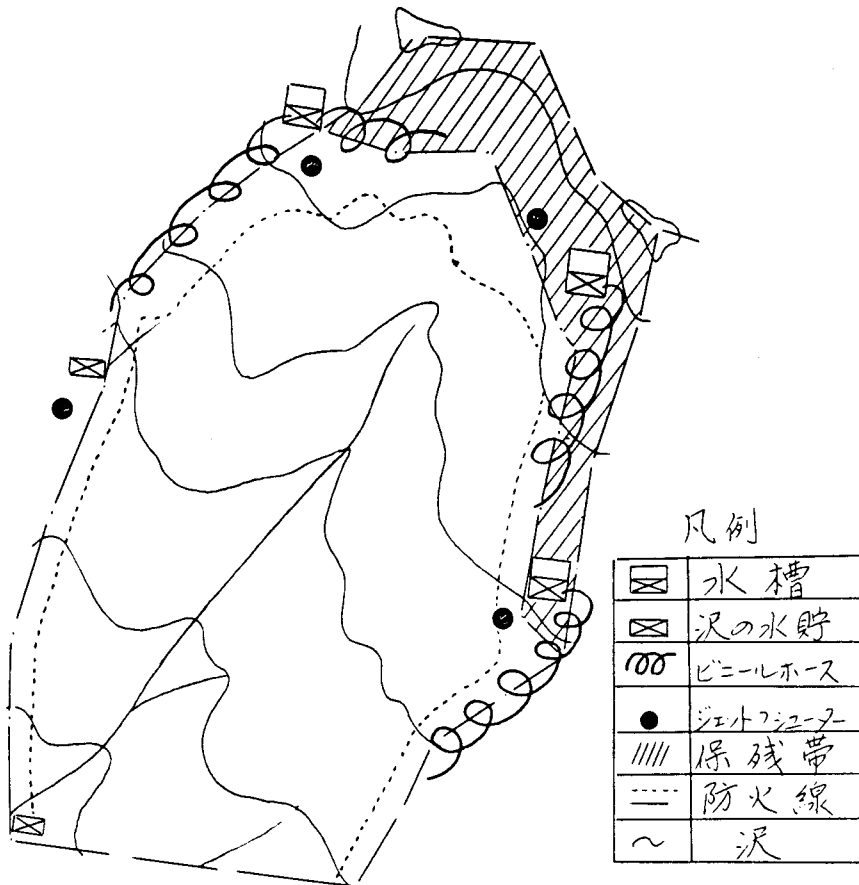 凡例
水槽
沢の水貯
ビニールホース
ジェットフシューター
保残帯
防火線
沢